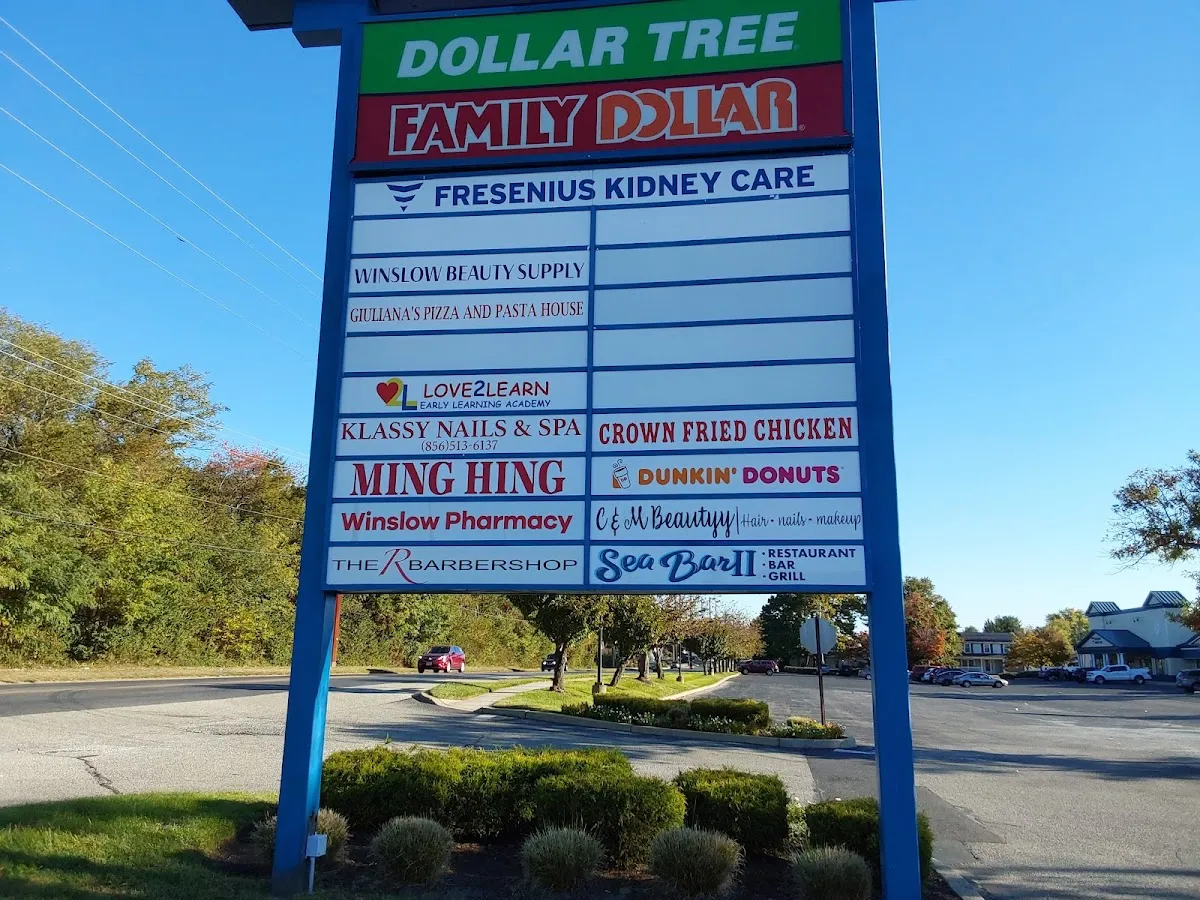 DOLLAR TREE
FAMILY DOLLAR®
FRESENIUS KIDNEY CARE
WINSLOW BEAUTY SUPPLY
GIULIANA'S PIZZA AND PASTA HOUSE
2L LOVE2LEARN
EARLY LEARNING ACADEMY
KLASSY NAILS & SPA
(856)513-6137
CROWN FRIED CHICKEN
MING HING
DUNKIN' DONUTS
Winslow Pharmacy
C & M Beautyy | Hair • nails • makeup
THE R BARBERSHOP
Sea Bar II
• RESTAURANT
• BAR
• GRILL